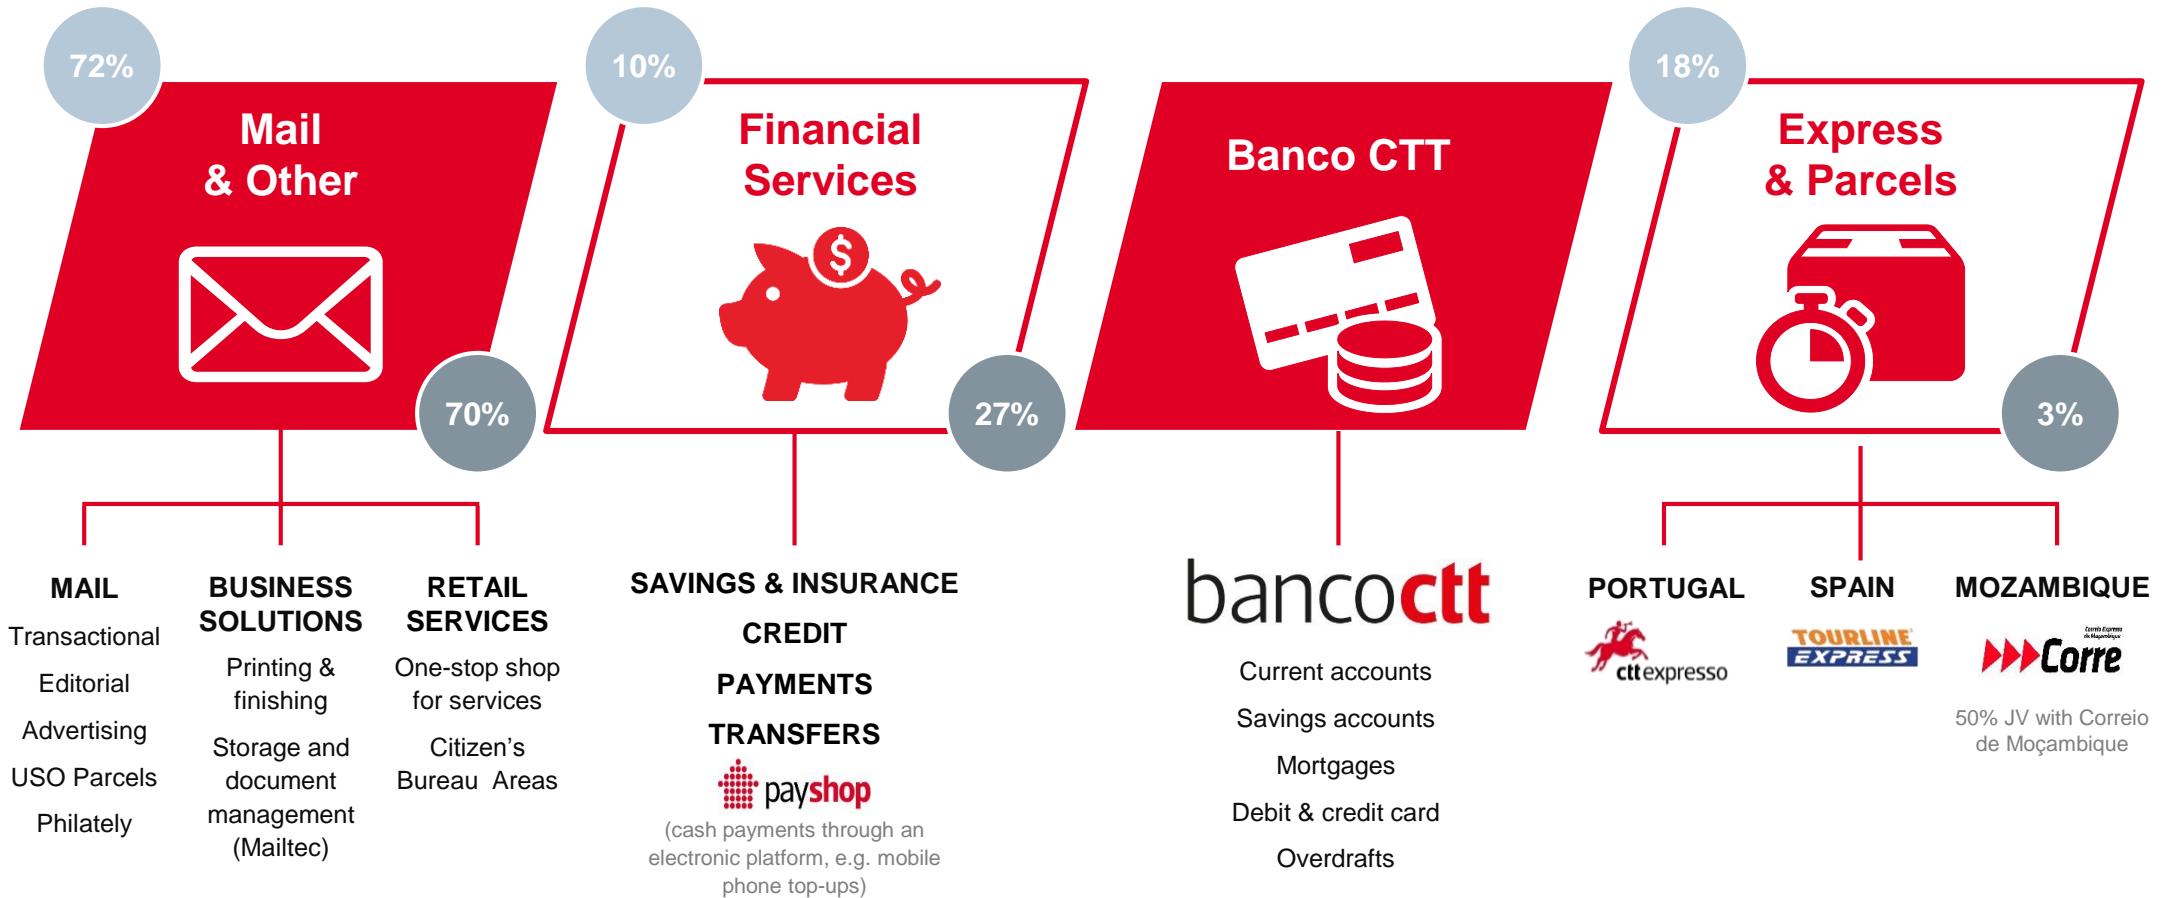 72%
Mail
& Other
70%
MAIL
Transactional
Editorial
Advertising
USO Parcels
Philately
BUSINESS
SOLUTIONS
Printing &
finishing
Storage and
document
management
(Mailtec)
RETAIL
SERVICES
One-stop shop
for services
Citizen's
Bureau Areas
10%
Financial
Services
$
27%
SAVINGS & INSURANCE
CREDIT
PAYMENTS
TRANSFERS
payshop
(cash payments through an
electronic platform, e.g. mobile
phone top-ups)
Banco CTT
bancoctt
Current accounts
Savings accounts
Mortgages
Debit & credit card
Overdrafts
18%
Express
& Parcels
3%
PORTUGAL
cttexpresso
SPAIN
TOURLINE
EXPRESS
MOZAMBIQUE
Correio Expresso
de Moçambique
Corre
50% JV with Correio
de Moçambique